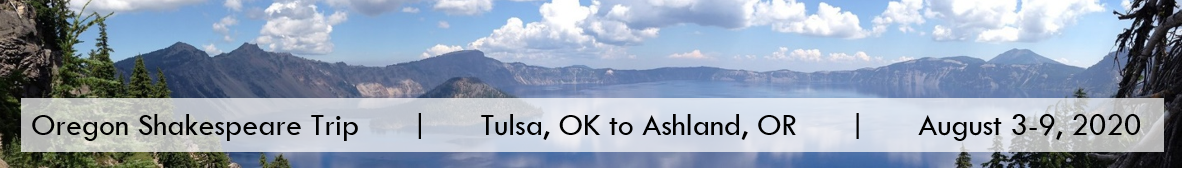 Oregon Shakespeare Trip | Tulsa, OK to Ashland, OR | August 3-9, 2020